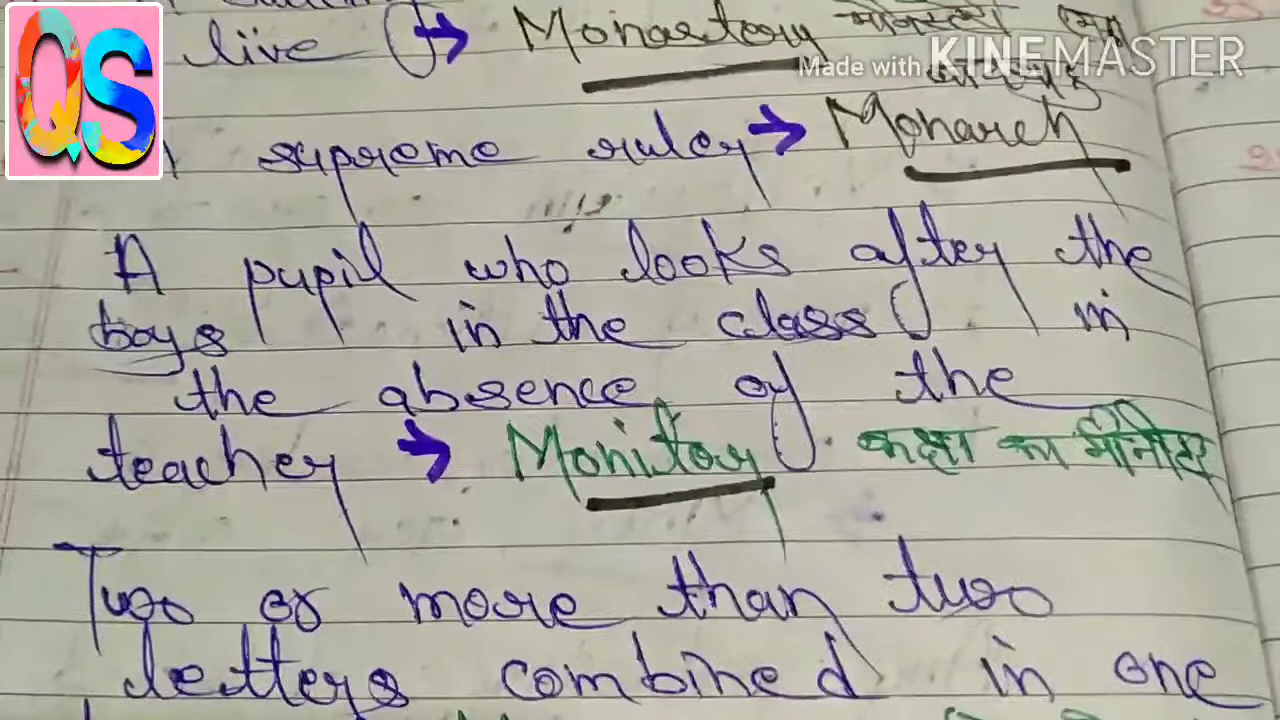 QS
live → Monastory
Made with KINEMASTER
supreme ruler → Monarch
A pupil who looks after the
boys in the class in
the absence of the
teacher → Monitor कक्षा का मॉनीटर
Two or more than two
letters combined in one